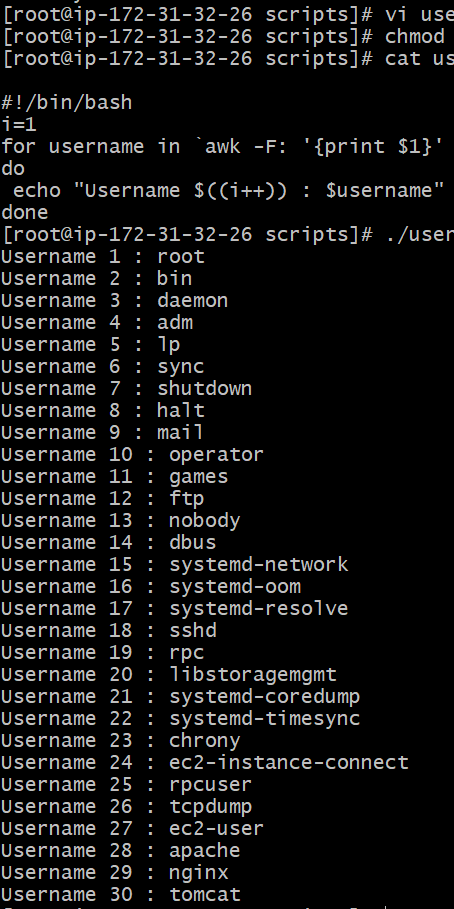 [root@ip-172-31-32-26 scripts]# vi use
[root@ip-172-31-32-26 scripts]# chmod
[root@ip-172-31-32-26 scripts]# cat us
#!/bin/bash
i=1
for username in `awk -F: '{print $1}'
do
 echo "Username $((i++)) : $username"
done
[root@ip-172-31-32-26 scripts]# ./user
Username 1 : root
Username 2 : bin
Username 3 : daemon
Username 4 : adm
Username 5 : lp
Username 6 : sync
Username 7 : shutdown
Username 8 : halt
Username 9 : mail
Username 10 : operator
Username 11 : games
Username 12 : ftp
Username 13 : nobody
Username 14 : dbus
Username 15 : systemd-network
Username 16 : systemd-oom
Username 17 : systemd-resolve
Username 18 : sshd
Username 19 : rpc
Username 20 : libstoragemgmt
Username 21 : systemd-coredump
Username 22 : systemd-timesync
Username 23 : chrony
Username 24 : ec2-instance-connect
Username 25 : rpcuser
Username 26 : tcpdump
Username 27 : ec2-user
Username 28 : apache
Username 29 : nginx
Username 30 : tomcat